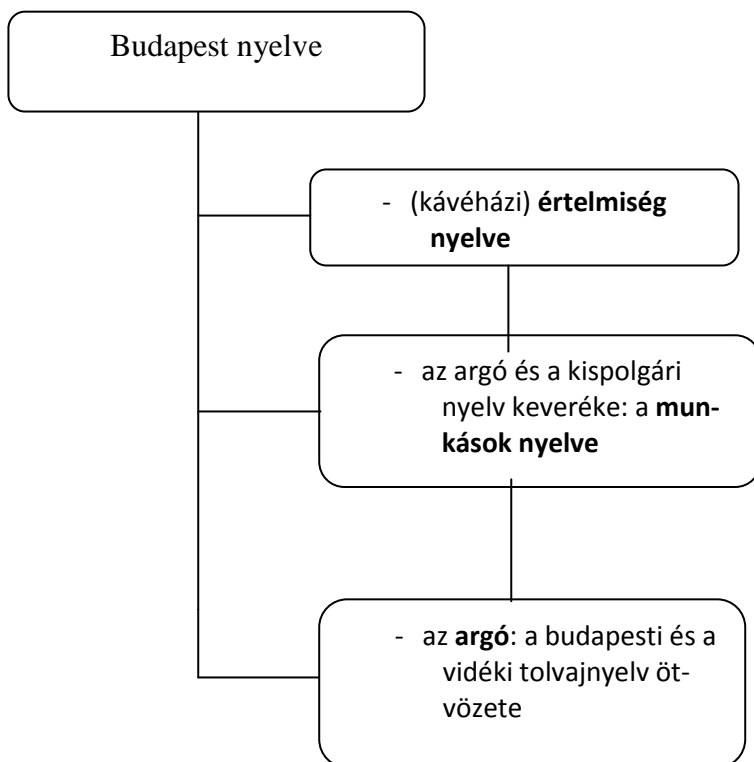 Budapest nyelve
- (kávéházi) értelmiség
nyelve
- az argó és a kispolgári
nyelv keveréke: a mun-
kások nyelve
- az argó: a budapesti és a
vidéki tolvajnyelv öt-
vözete